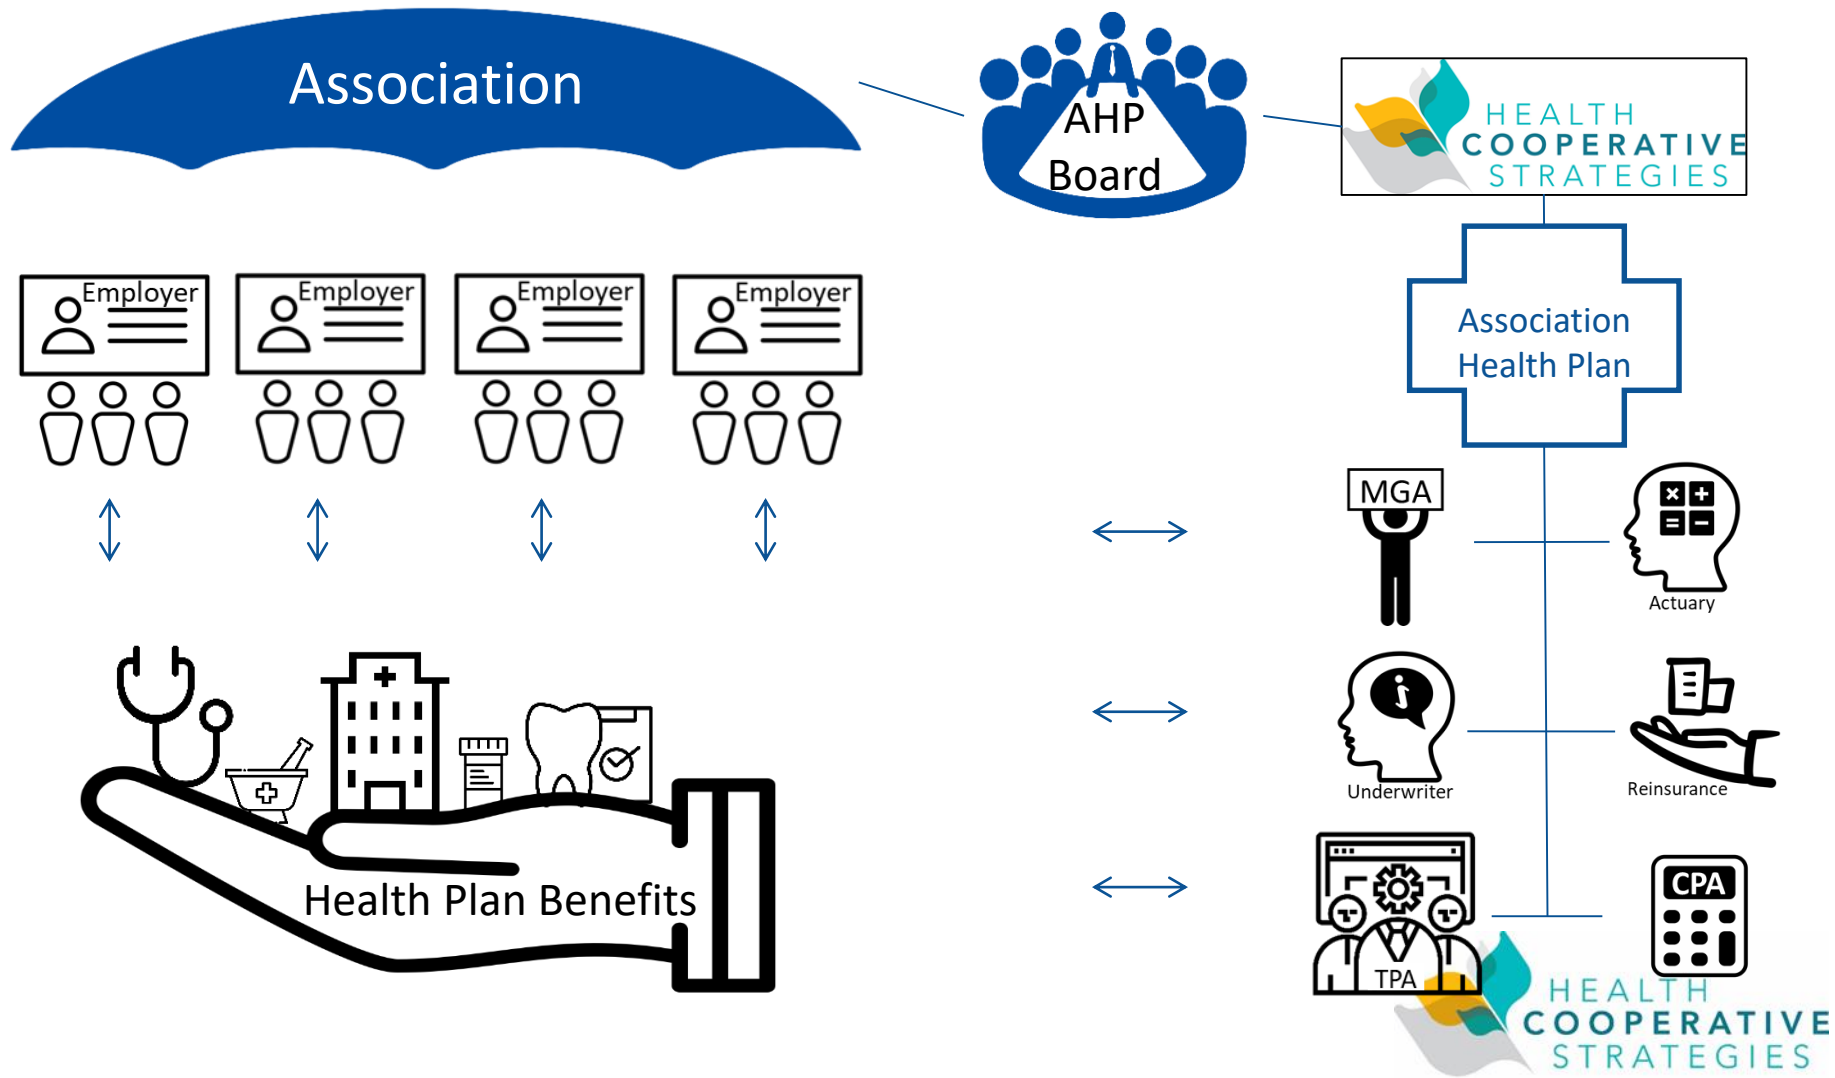 Association
AHP
Board
HEALTH
COOPERATIVE
STRATEGIES
Employer
Employer
Employer
Employer
Association
Health Plan
MGA
Actuary
Underwriter
Reinsurance
Health Plan Benefits
TPA
CPA
HEALTH
COOPERATIVE
STRATEGIES